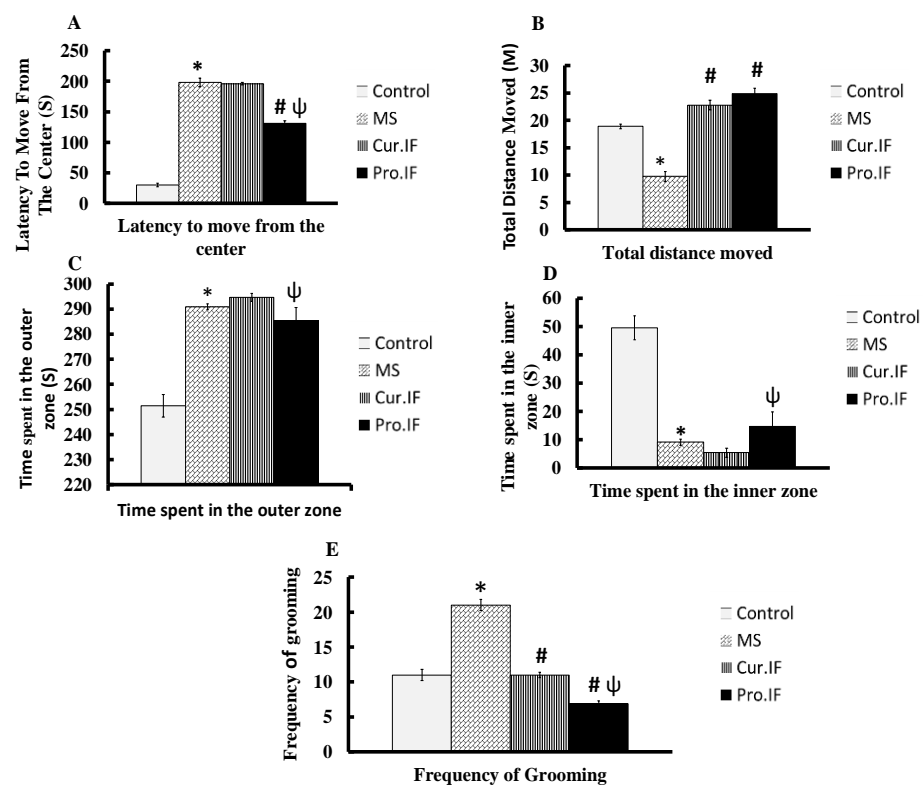 A
Latency To Move From
The Center (S)
250
200
150
100
50
0
*
# ψ
Latency to move from the
center
Control
MS
Cur.IF
Pro.IF
B
Total Distance Moved (M)
30
25
20
15
10
5
0
*
#
#
Total distance moved
Control
MS
Cur.IF
Pro.IF
C
Time spent in the outer
zone (S)
300
290
280
270
260
250
240
230
220
*
ψ
Time spent in the outer zone
Control
MS
Cur.IF
Pro.IF
D
Time spent in the inner
zone (S)
60
50
40
30
20
10
0
*
ψ
Time spent in the inner zone
Control
MS
Cur.IF
Pro.IF
E
Frequency of grooming
25
20
15
10
5
0
*
#
# ψ
Frequency of Grooming
Control
MS
Cur.IF
Pro.IF